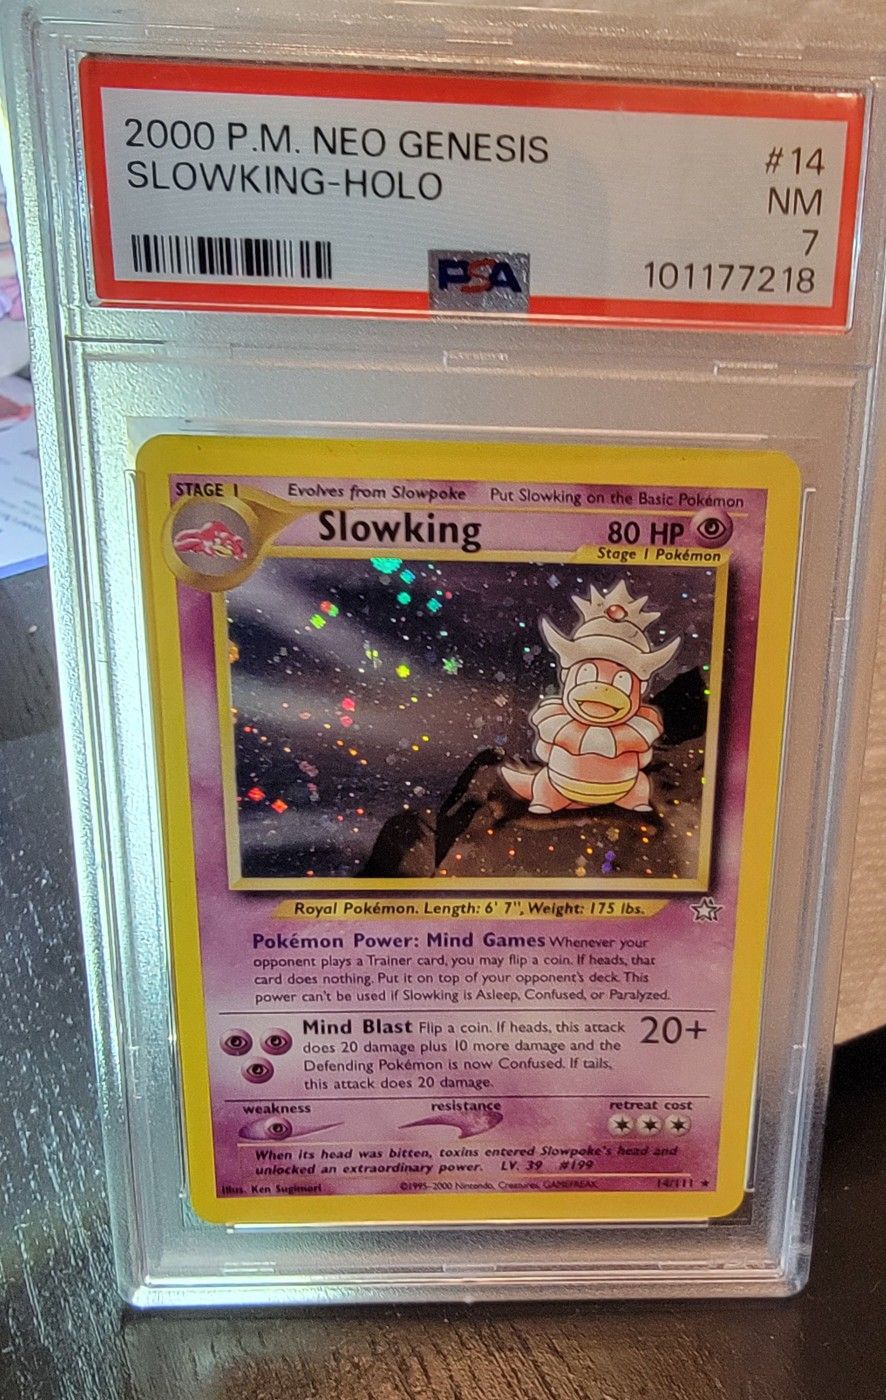 2000 P.M. NEO GENESIS
#14
SLOWKING-HOLO
NM
7
PSA
101177218
STAGE 1
Evolves from Slowpoke
Put Slowking on the Basic Pokémon
Slowking
80 HP
Stage 1 Pokémon
Royal Pokémon. Length: 6' 7", Weight: 175 lbs.
Pokémon Power: Mind Games Whenever your
opponent plays a Trainer card, you may flip a coin. If heads, that
card does nothing. Put it on top of your opponent's deck. This
power can't be used if Slowking is Asleep, Confused, or Paralyzed.
Mind Blast Flip a coin. If heads, this attack
does 20 damage plus 10 more damage and the
Defending Pokémon is now Confused. If tails,
this attack does 20 damage.
20+
weakness
resistance
retreat cost
When its head was bitten, toxins entered Slowpoke's head and
unlocked an extraordinary power. LV. 39 #199
Illus. Ken Sugimori
©1995-2000 Nintendo, Creatures, GAMEFREAK
14/111 ★